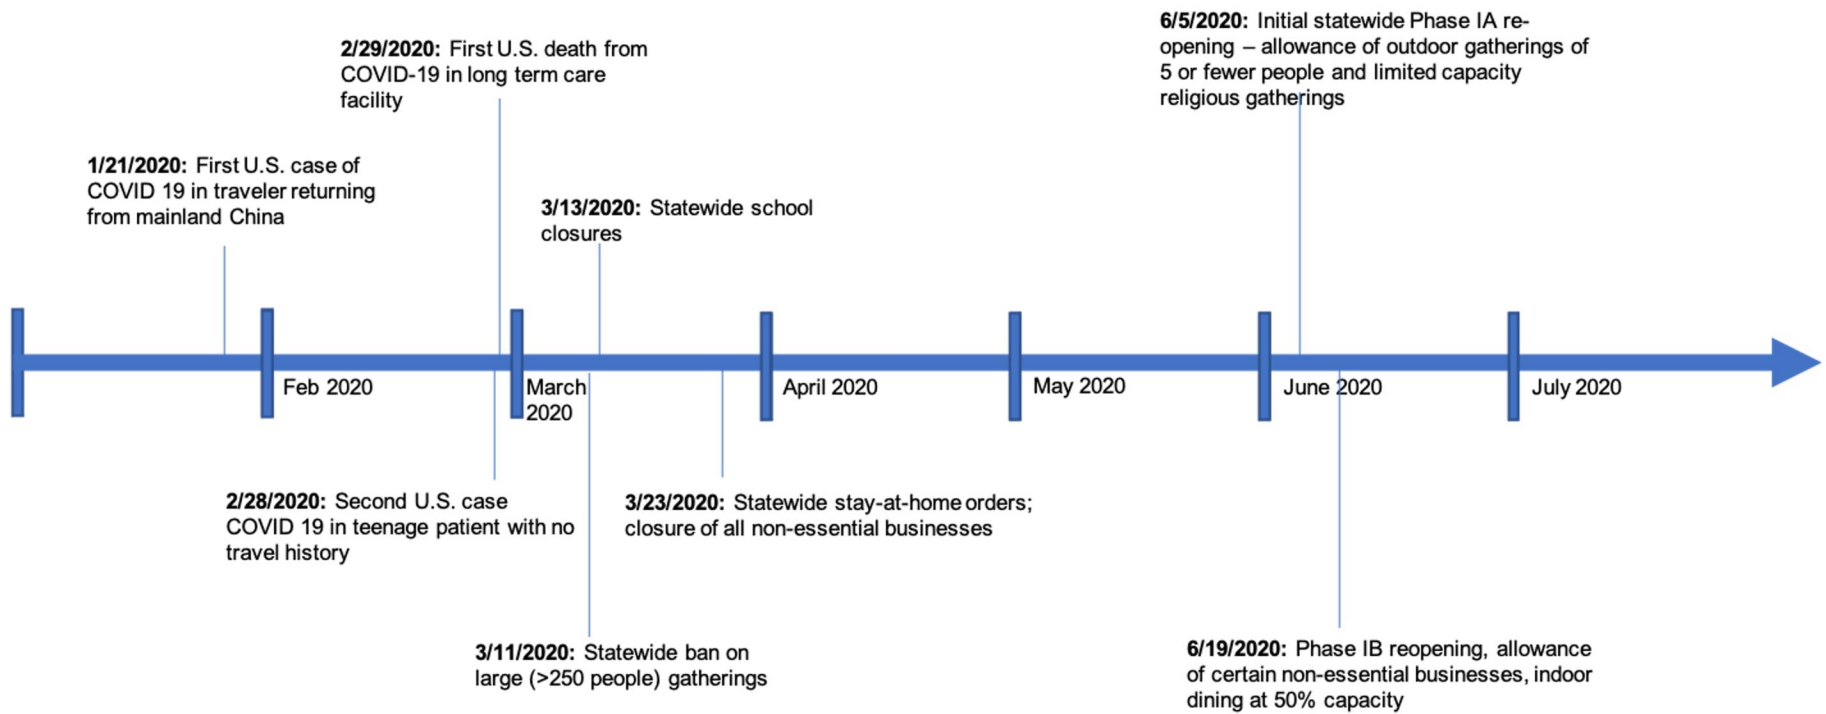 6/5/2020: Initial statewide Phase IA re-
opening – allowance of outdoor gatherings of
5 or fewer people and limited capacity
religious gatherings
2/29/2020: First U.S. death from
COVID-19 in long term care
facility
1/21/2020: First U.S. case of
COVID 19 in traveler returning
from mainland China
3/13/2020: Statewide school
closures
Feb 2020
March
2020
April 2020
May 2020
June 2020
July 2020
2/28/2020: Second U.S. case
COVID 19 in teenage patient with no
travel history
3/23/2020: Statewide stay-at-home orders;
closure of all non-essential businesses
3/11/2020: Statewide ban on
large (>250 people) gatherings
6/19/2020: Phase IB reopening, allowance
of certain non-essential businesses, indoor
dining at 50% capacity